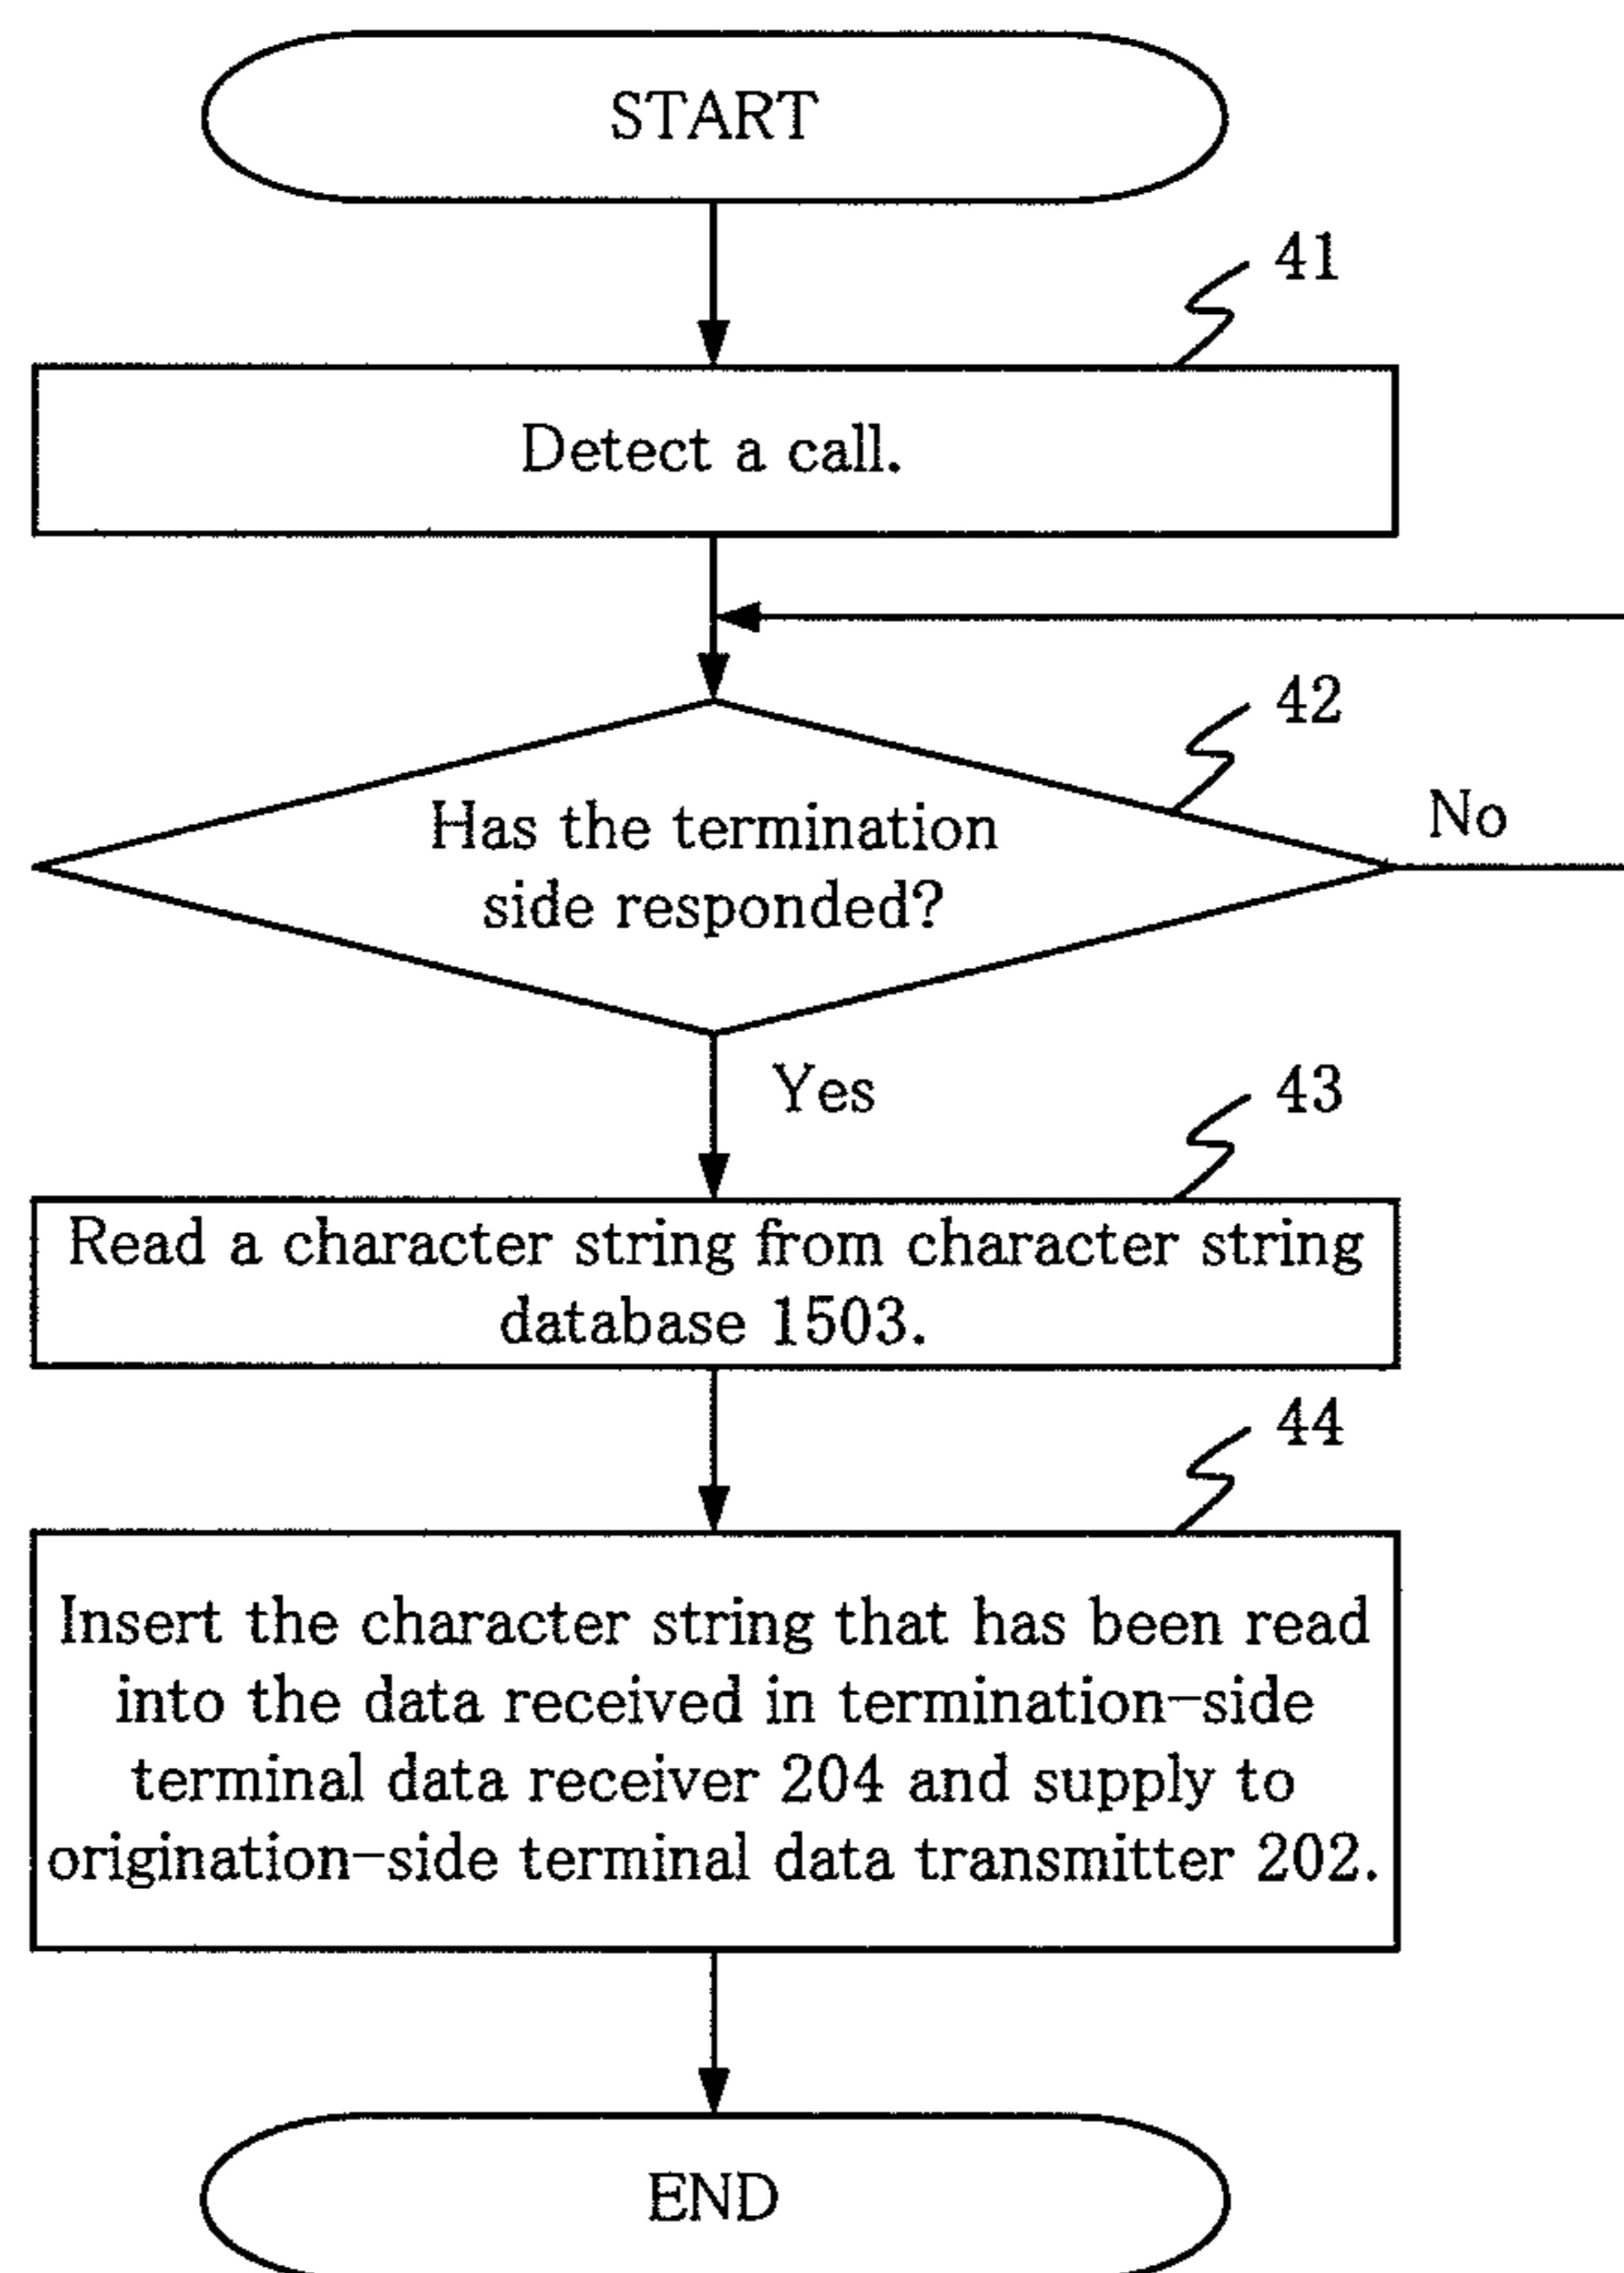 START
41
Detect a call.
42
Has the termination
side responded?
No
Yes
43
Read a character string from character string
database 1503.
44
Insert the character string that has been read
into the data received in termination-side
terminal data receiver 204 and supply to
origination-side terminal data transmitter 202.
END